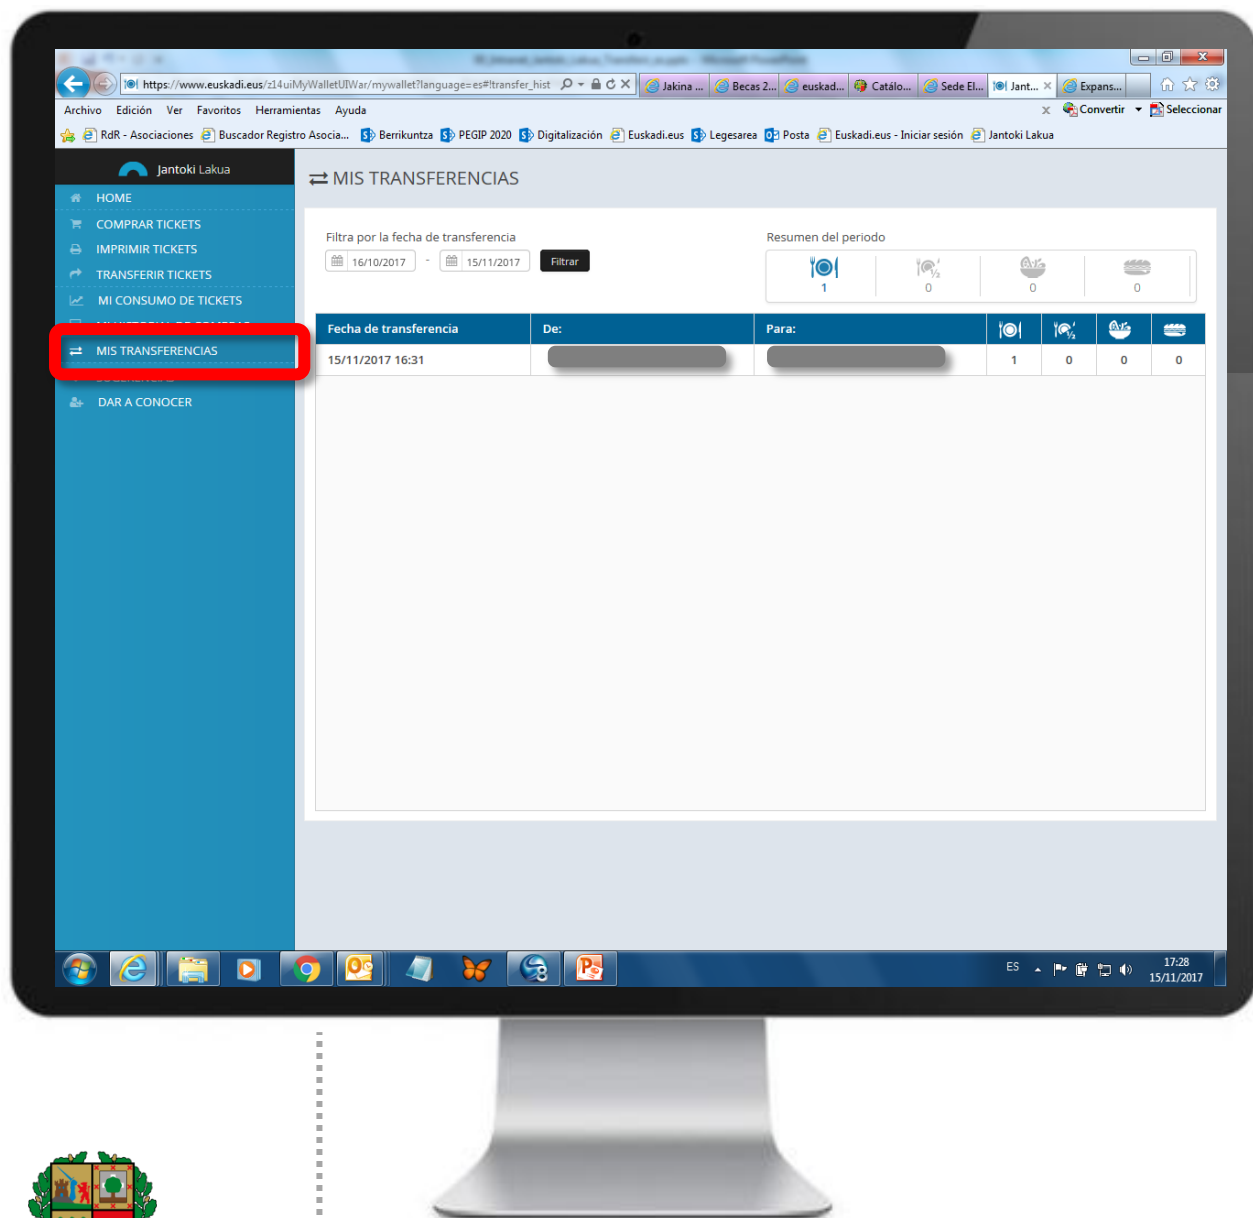 https://www.euskadi.eus/z14uiMyWalletUIWar/mywallet?language=es#!transfer_hist
Jakina ...
Becas 2...
euskad...
Catálo...
Sede El...
Jant...
Expans...
Archivo Edición Ver Favoritos Herramientas Ayuda
x Convertir Seleccionar
RdR - Asociaciones Buscador Registro Asocia... Berrikuntza PEGIP 2020 Digitalización Euskadi.eus Legesarea Posta Euskadi.eus - Iniciar sesión Jantoki Lakua
Jantoki Lakua
HOME
COMPRAR TICKETS
IMPRIMIR TICKETS
TRANSFERIR TICKETS
MI CONSUMO DE TICKETS
MIS TRANSFERENCIAS
DAR A CONOCER
MIS TRANSFERENCIAS
Filtra por la fecha de transferencia
16/10/2017 - 15/11/2017 Filtrar
Resumen del periodo
½
1 0 0 0
Fecha de transferencia De: Para: ½
15/11/2017 16:31 1 0 0 0
ES
17:28
15/11/2017